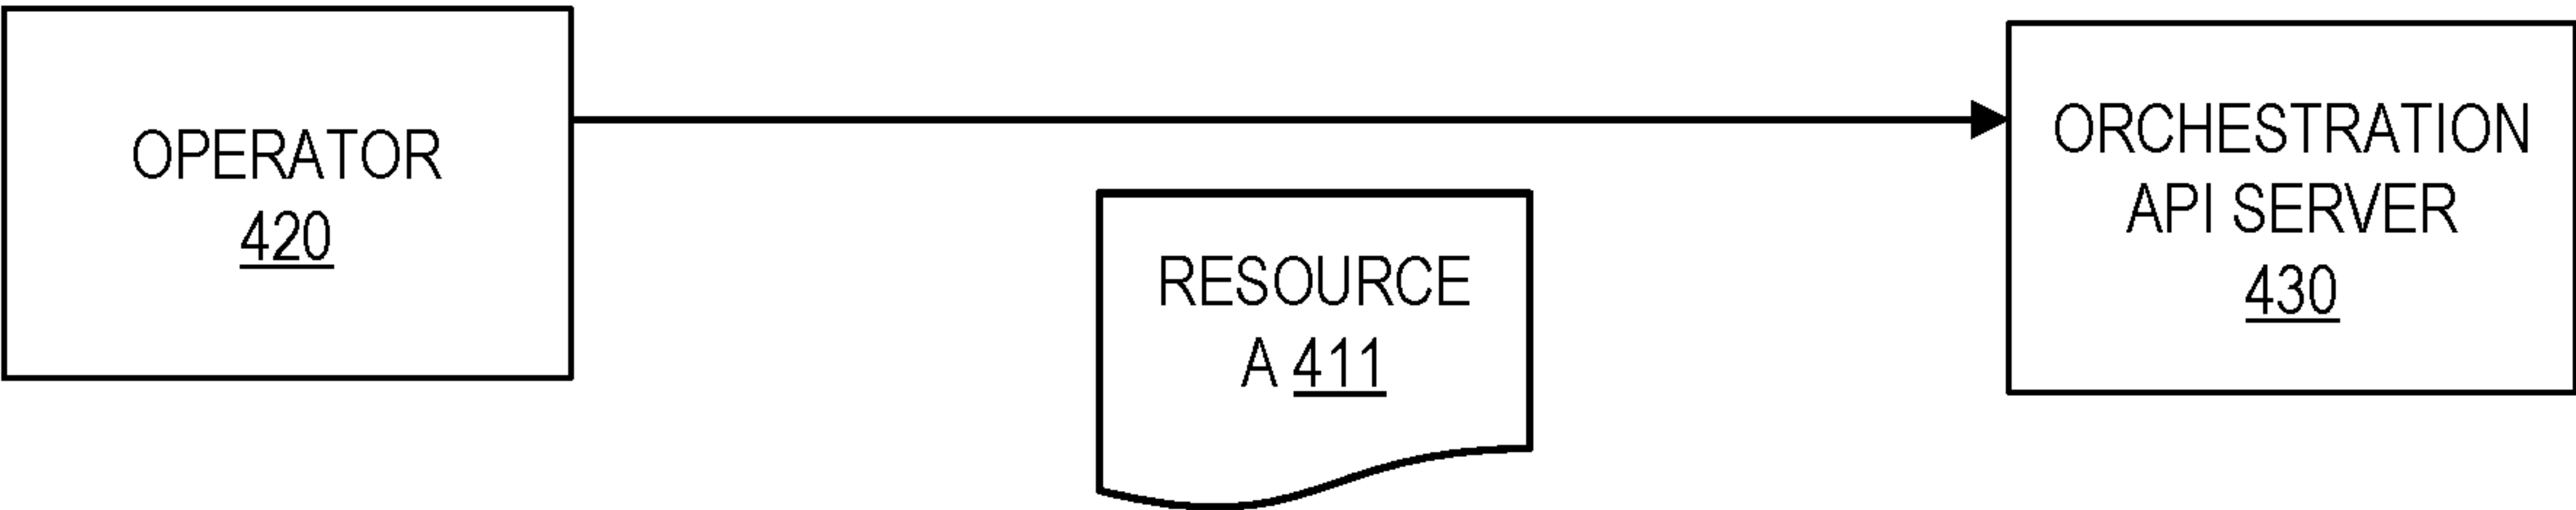 OPERATOR
420
RESOURCE
A 411
ORCHESTRATION
API SERVER
430